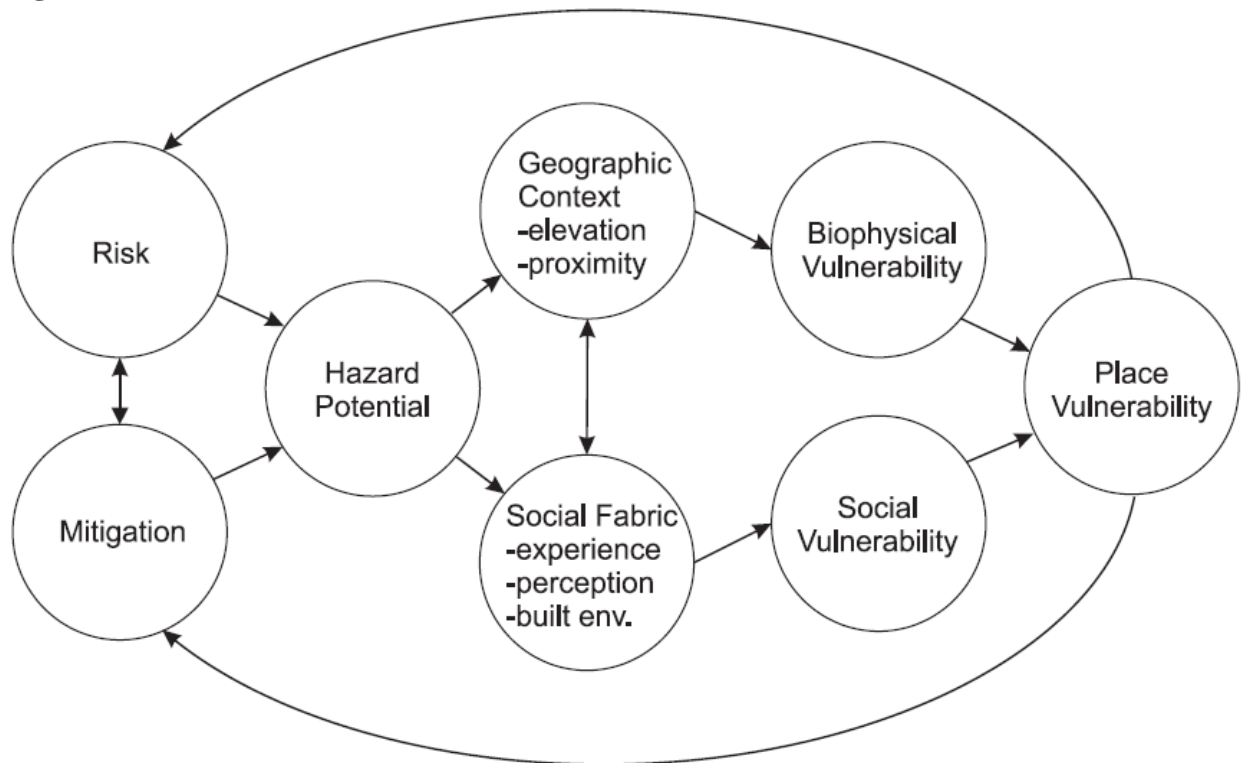 Risk
Mitigation
Hazard
Potential
Geographic
Context
-elevation
-proximity
Social Fabric
-experience
-perception
-built env.
Biophysical
Vulnerability
Social
Vulnerability
Place
Vulnerability